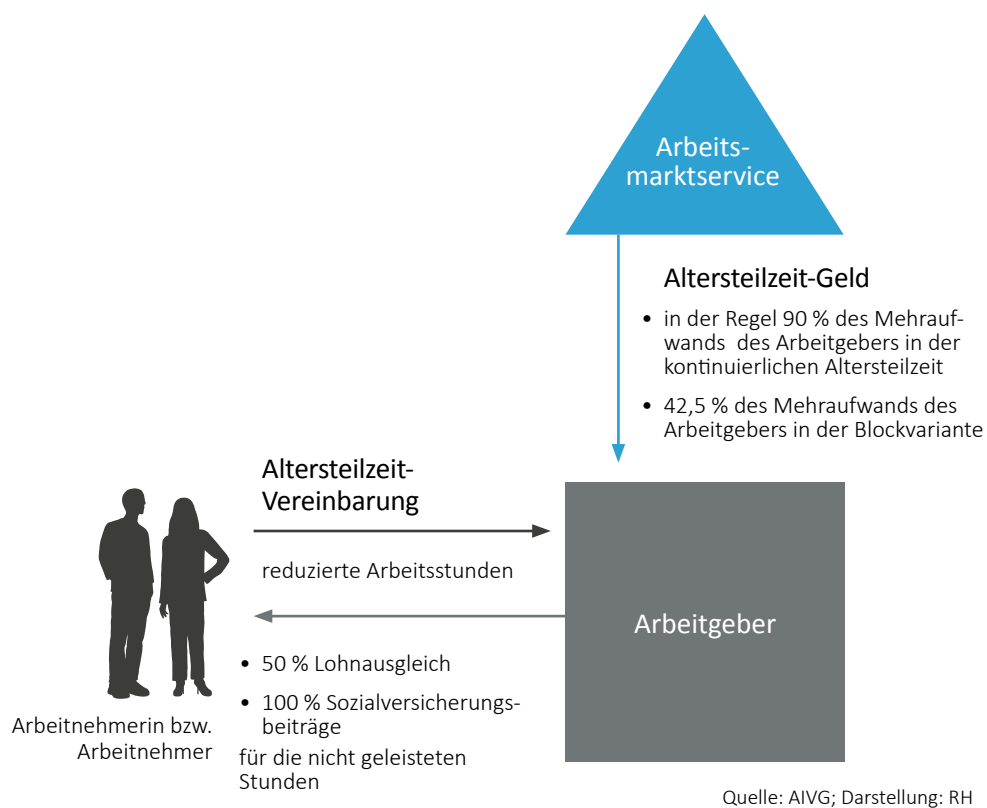 Arbeits-
marktservice
Altersteilzeit-Geld
• in der Regel 90 % des Mehrauf-
wands des Arbeitgebers in der
kontinuierlichen Altersteilzeit
• 42,5 % des Mehraufwands des
Arbeitgebers in der Blockvariante
Altersteilzeit-
Vereinbarung
reduzierte Arbeitsstunden
Arbeitgeber
• 50 % Lohnausgleich
• 100 % Sozialversicherungs-
beiträge
für die nicht geleisteten
Stunden
Arbeitnehmerin bzw.
Arbeitnehmer
Quelle: AlVG; Darstellung: RH